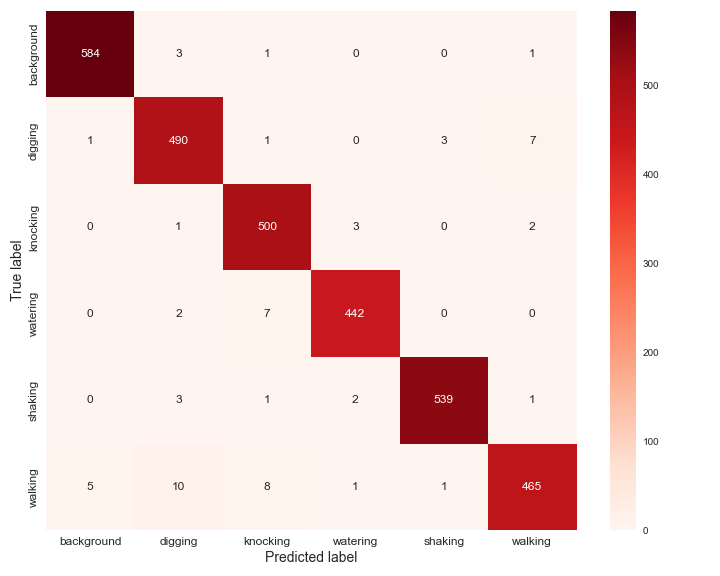 True label
background
584 3 1 0 0 1
digging
1 490 1 0 3 7
knocking
0 1 500 3 0 2
watering
0 2 7 442 0 0
shaking
0 3 1 2 539 1
walking
5 10 8 1 1 465
background digging knocking watering shaking walking
Predicted label
500
400
300
200
100
0